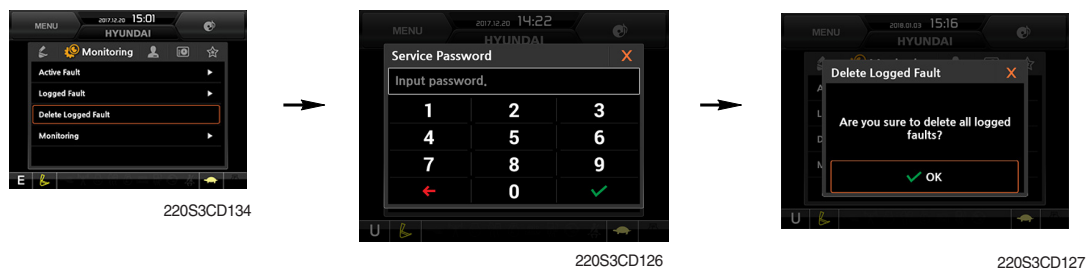 MENU
2017.12.20 15:01
HYUNDAI
Monitoring
Active Fault
Logged Fault
Delete Logged Fault
Monitoring
E
220S3CD134
MENU
2017.12.20 14:22
HYUNDAI
Service Password X
Input password.
1 2 3
4 5 6
7 8 9
0
U
220S3CD126
MENU
2018.01.03 15:16
HYUNDAI
Delete Logged Fault X
Are you sure to delete all logged
faults?
OK
U
220S3CD127